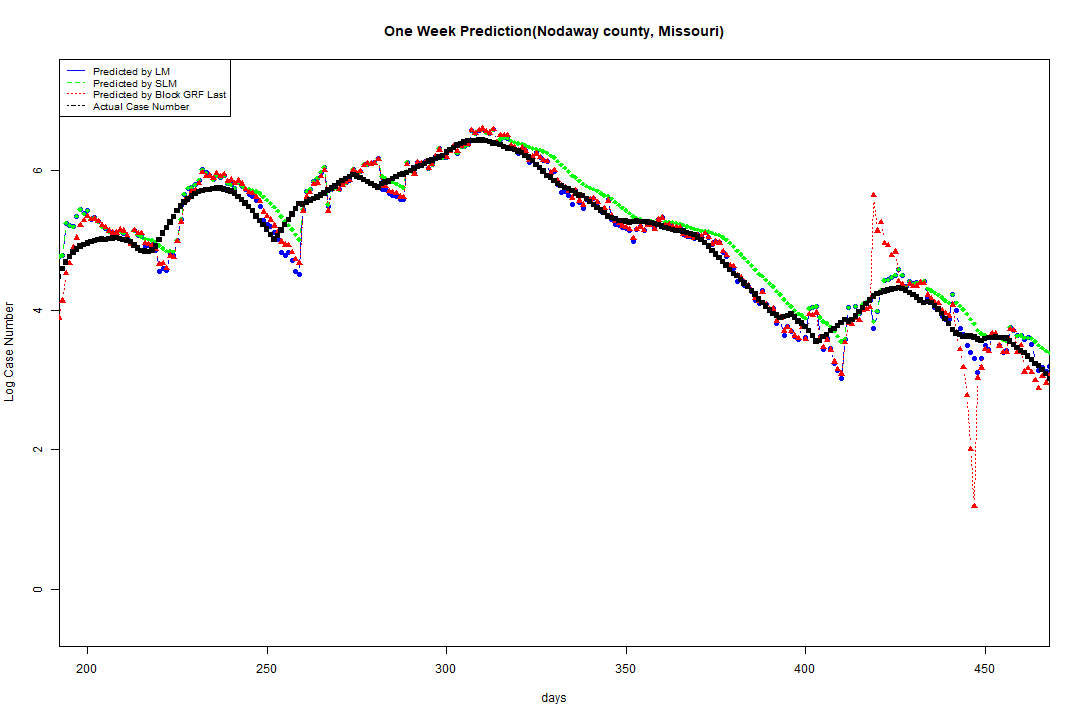 One Week Prediction(Nodaway county, Missouri)
Predicted by LM
Predicted by SLM
Predicted by Block GRF Last
Actual Case Number
Log Case Number
6
4
2
0
200 250 300 350 400 450
days